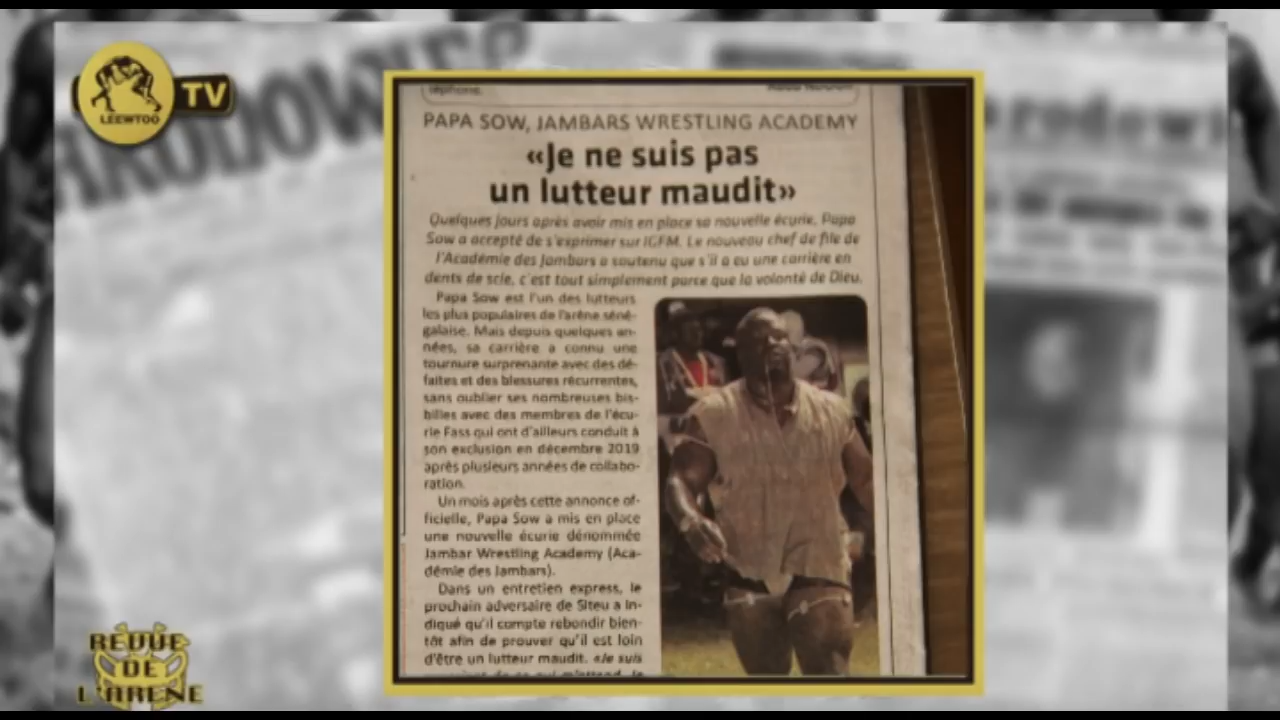 LEEWTOO
TV
téléphone.
PAPA SOW, JAMBARS WRESTLING ACADEMY
«Je ne suis pas
un lutteur maudit»
Quelques jours après avoir mis en place sa nouvelle écurie, Papa
Sow a accepté de s'exprimer sur IGFM. Le nouveau chef de file de
l'Académie des Jambars a soutenu que s'il a eu une carrière en
dents de scie, c'est tout simplement parce que la volonté de Dieu.
Papa Sow est l'un des lutteurs
les plus populaires de l'arène séné-
galaise. Mais depuis quelques an-
nées, sa carrière a connu une
tournure surprenante avec des dé-
faites et des blessures récurrentes,
sans oublier ses nombreuses bis-
billes avec des membres de l'écu-
rie Fass qui ont d'ailleurs conduit à
son exclusion en décembre 2019
après plusieurs années de collabo-
ration.
Un mois après cette annonce of-
ficielle, Papa Sow a mis en place
une nouvelle écurie dénommée
Jambar Wrestling Academy (Aca-
démie des Jambars).
Dans un entretien express, le
prochain adversaire de Siteu a in-
diqué qu'il compte rebondir bien-
tôt afin de prouver qu'il est loin
d'être un lutteur maudit. «Je suis
REVUE
DE
L'ARENE